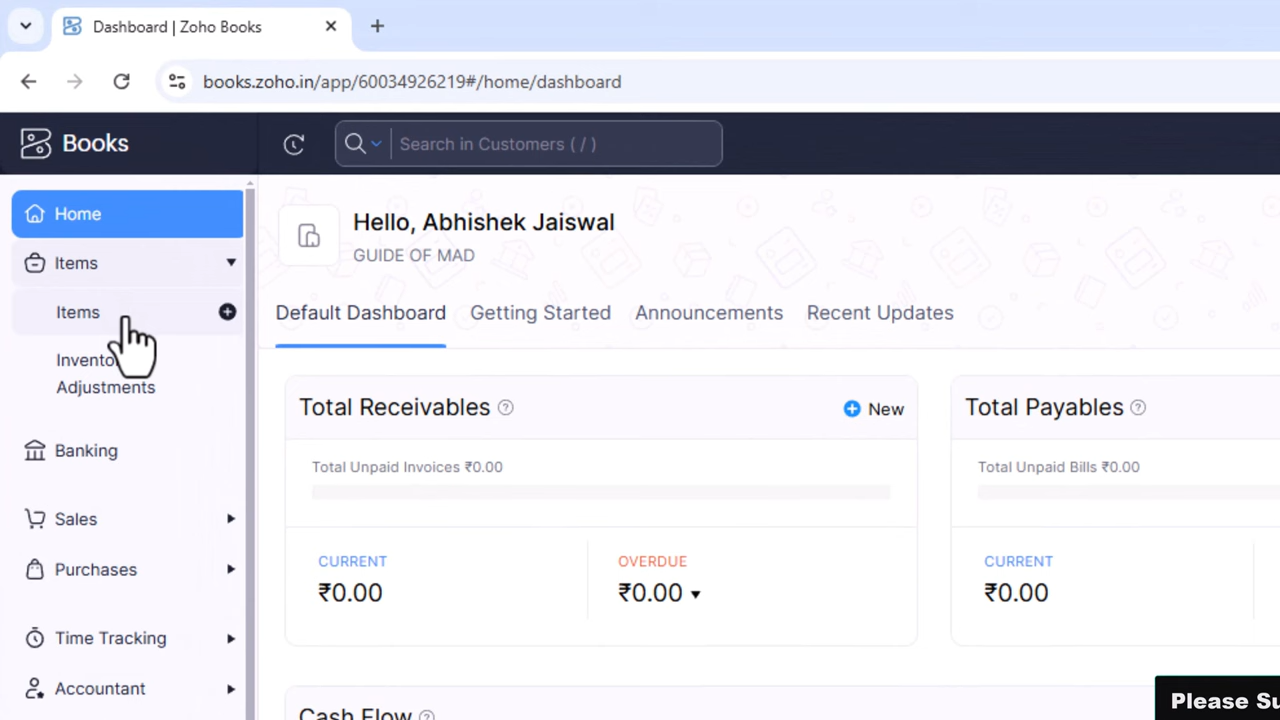 Dashboard | Zoho Books
books.zoho.in/app/60034926219#/home/dashboard
Books
Search in Customers ( / )
Home
Hello, Abhishek Jaiswal
GUIDE OF MAD
Items
Items
Adjustments
Banking
Sales
Purchases
Time Tracking
Accountant
Default Dashboard Getting Started Announcements Recent Updates
Total Receivables
New
Total Unpaid Invoices ₹0.00
CURRENT
₹0.00
OVERDUE
₹0.00
Total Payables
Total Unpaid Bills ₹0.00
CURRENT
₹0.00
Cash Flow
Please